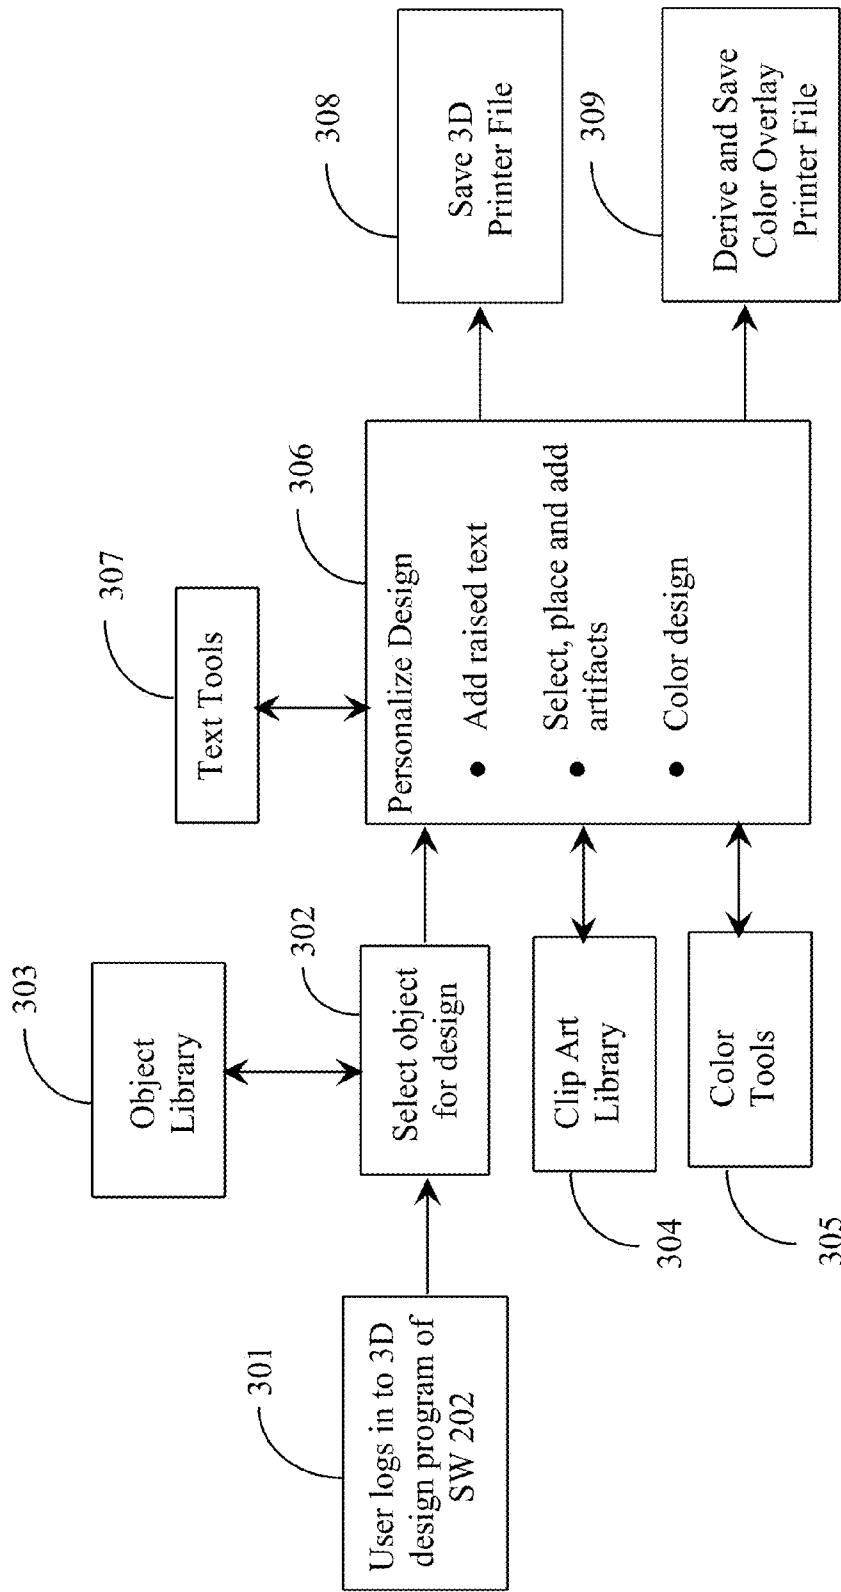 301
User logs in to 3D
design program of
SW 202
303
Object
Library
302
Select object
for design
304
Clip Art
Library
305
Color
Tools
307
Text Tools
306
Personalize Design
● Add raised text
● Select, place and add
artifacts
● Color design
308
Save 3D
Printer File
309
Derive and Save
Color Overlay
Printer File